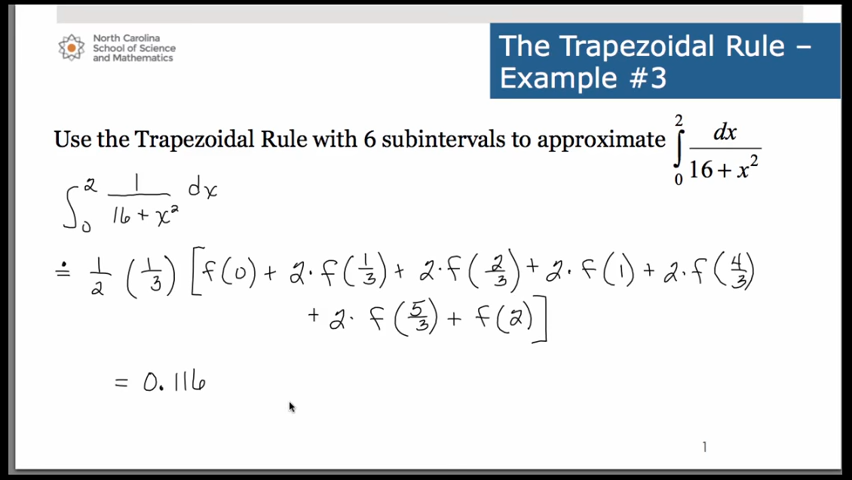 North Carolina
School of Science
and Mathematics
The Trapezoidal Rule –
Example #3
Use the Trapezoidal Rule with 6 subintervals to approximate ∫₀² dx/(16 + x²)
∫₀² 1/(16 + x²) dx
≐ 1/2 (1/3) [f(0) + 2·f(1/3) + 2·f(2/3) + 2·f(1) + 2·f(4/3)
+ 2·f(5/3) + f(2)]
= 0.116
1